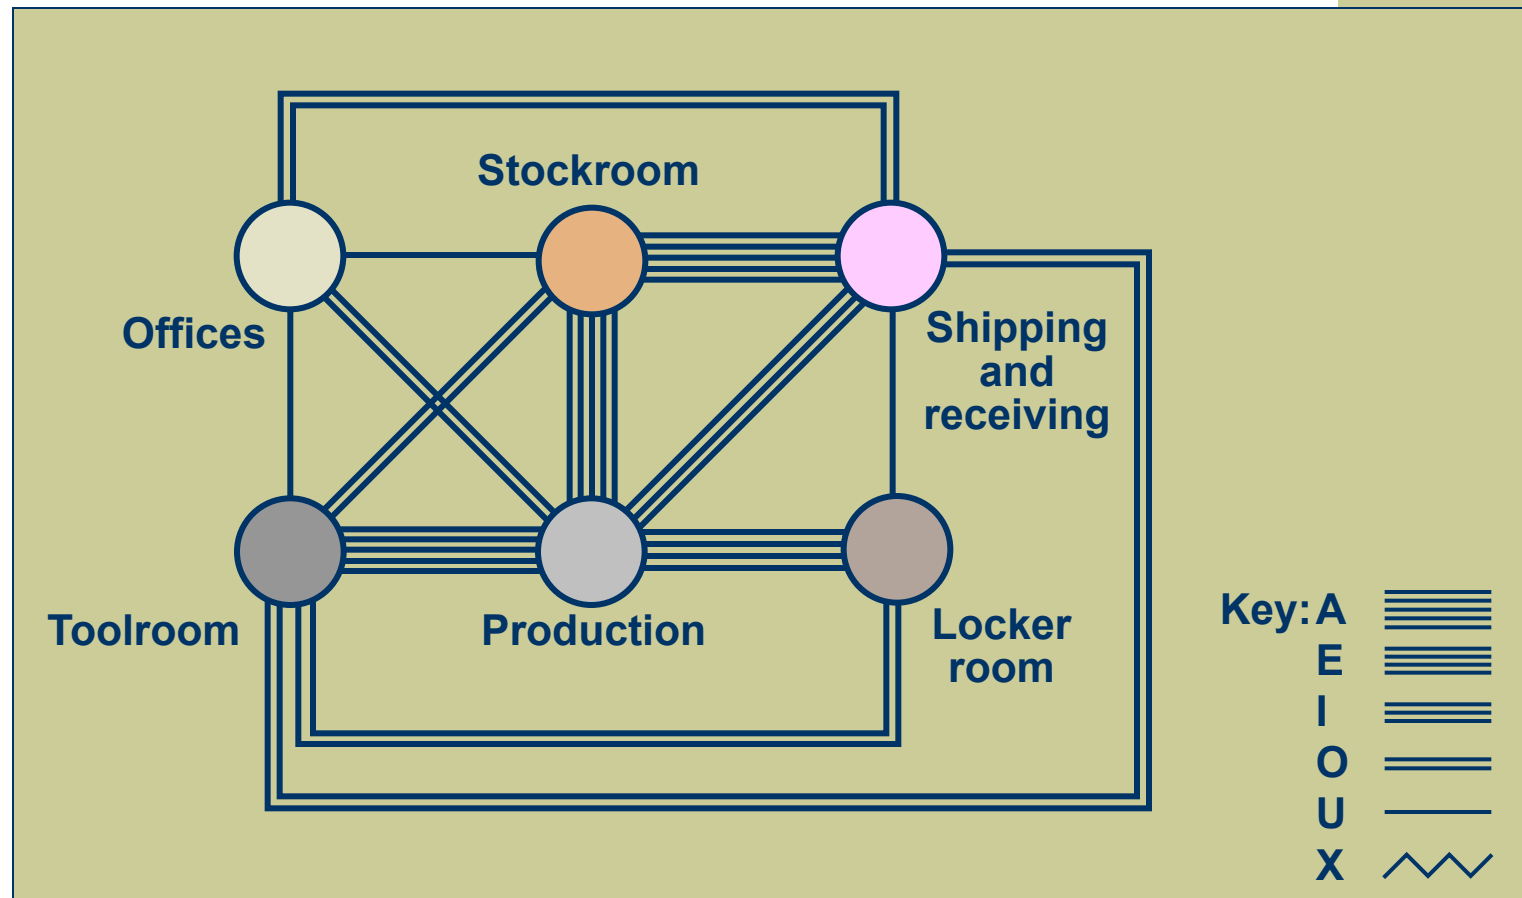 Stockroom
Offices
Shipping
and
receiving
Toolroom
Production
Locker
room
Key: A
E
I
O
U
X